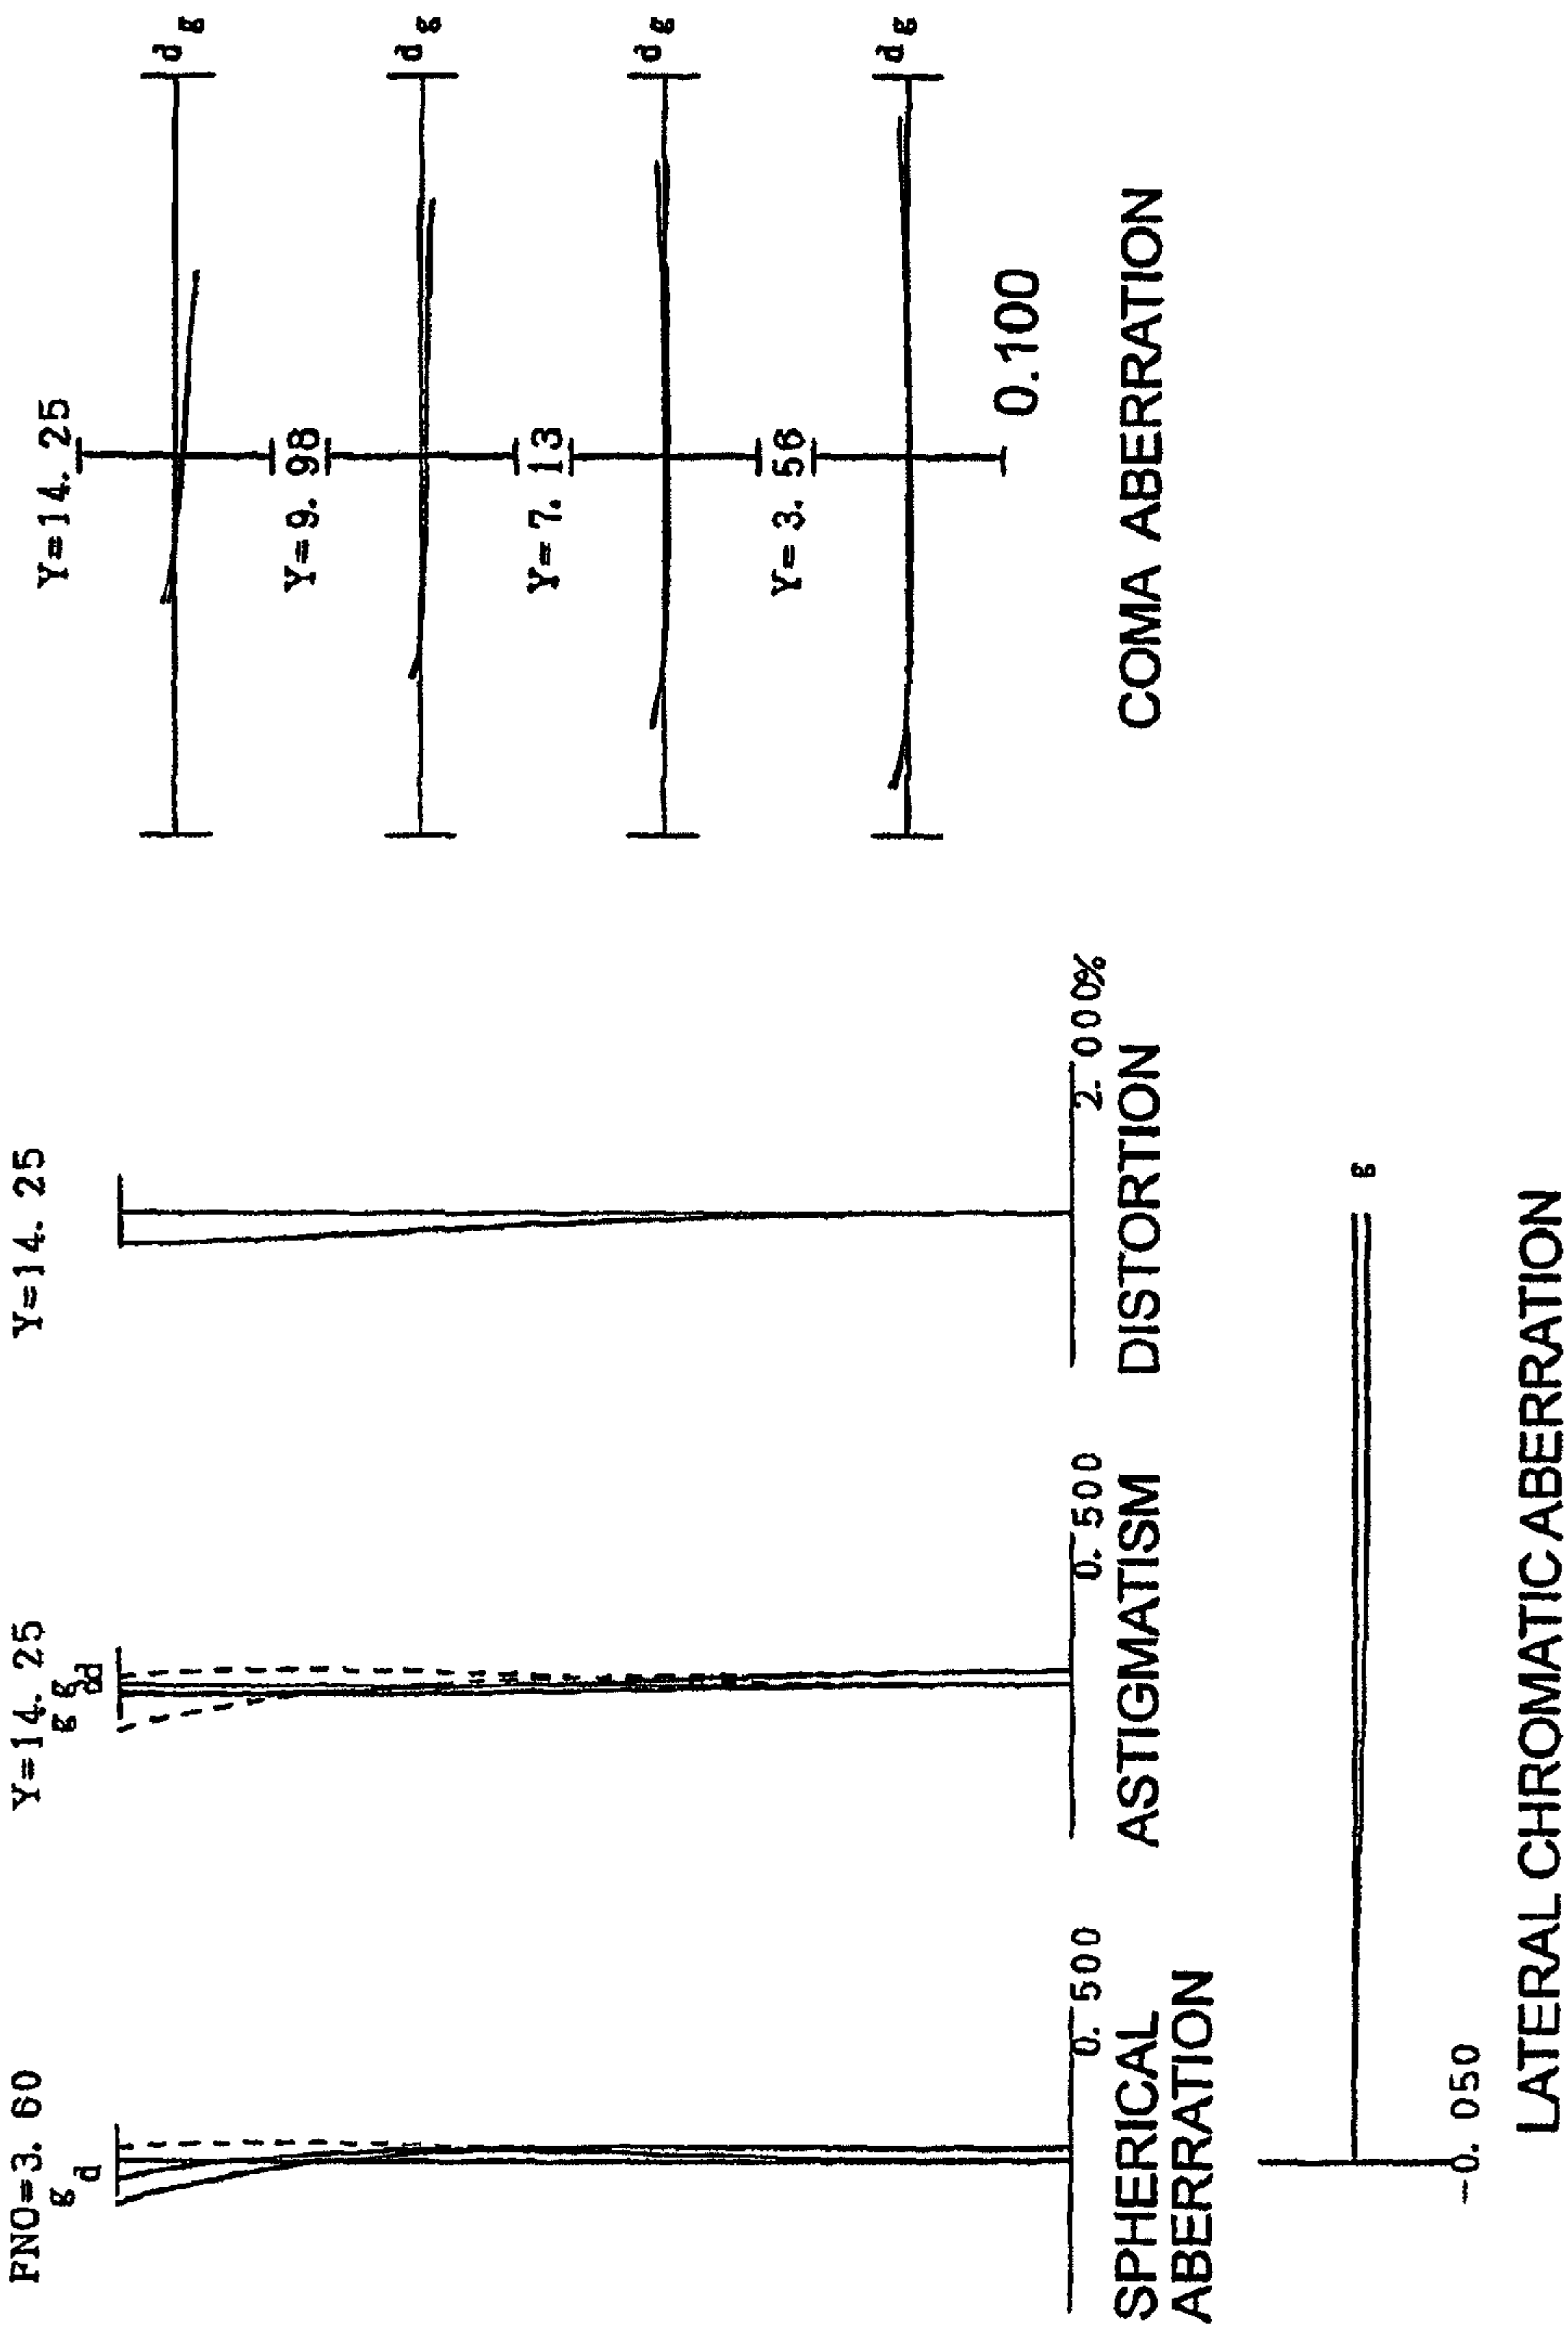 FNO=3. 60
g
d
0. 500
SPHERICAL
ABERRATION
Y=14. 25
g g
d d
0. 500
ASTIGMATISM
Y=14. 25
2. 000%
DISTORTION
Y=14. 25
d g
Y=9. 98
d g
Y=7. 13
d g
Y=3. 56
d g
0.100
COMA ABERRATION
g
-0. 050
LATERAL CHROMATIC ABERRATION